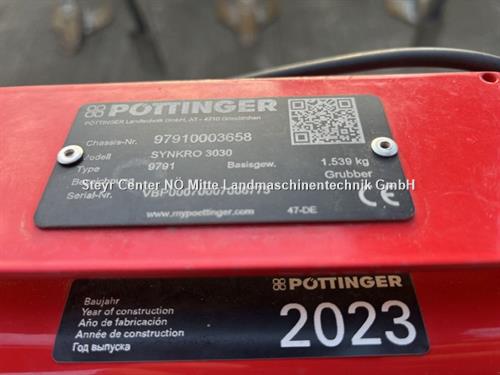 PÖTTINGER
PÖTTINGER Landtechnik GmbH, AT - 4710 Grieskirchen
Chassis-Nr. 97910003658
Modell SYNKRO 3030
Type 9791 Basisgew. 1.539 kg
Bezeichnung Grubber
Steyr Center NÖ Mitte Landmaschinentechnik GmbH
Serial-Nr.
CE
www.mypoettinger.com 47-DE
PÖTTINGER
Baujahr
Year of construction
Año de fabricación
Année de construction
Год выпуска
2023